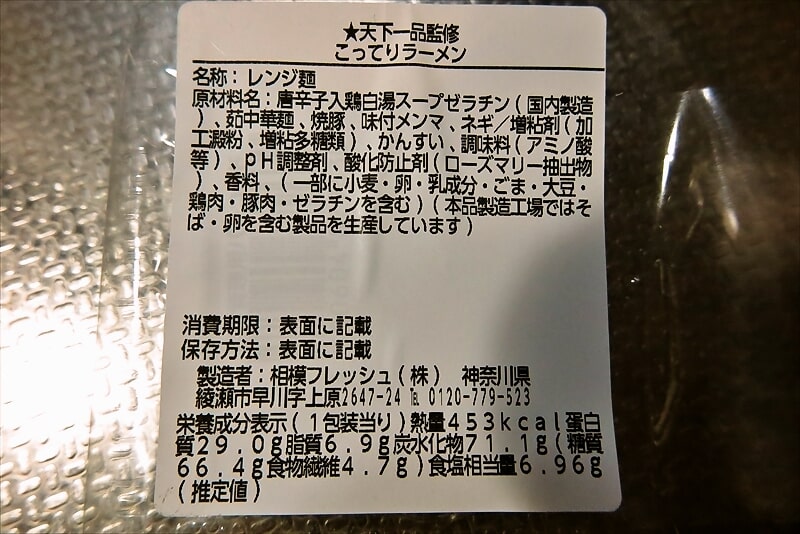 ★天下一品監修
こってりラーメン
名称：レンジ麺
原材料名：唐辛子入鶏白湯スープゼラチン（国内製造
）、茹中華麺、焼豚、味付メンマ、ネギ／増粘剤（加
工澱粉、増粘多糖類）、かんすい、調味料（アミノ酸
等）、ｐＨ調整剤、酸化防止剤（ローズマリー抽出物
）、香料、（一部に小麦・卵・乳成分・ごま・大豆・
鶏肉・豚肉・ゼラチンを含む）（本品製造工場ではそ
ば・卵を含む製品を生産しています）
消費期限：表面に記載
保存方法：表面に記載
製造者：相模フレッシュ（株）　神奈川県
綾瀬市早川字上原2647-24 ℡ 0120-779-523
栄養成分表示（１包装当り）熱量４５３ｋｃａｌ蛋白
質２９．０ｇ脂質６．９ｇ炭水化物７１．１ｇ（糖質
６６．４ｇ食物繊維４．７ｇ）食塩相当量６．９６ｇ
（推定値）